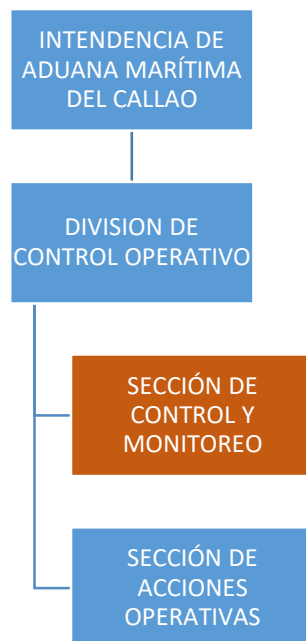 INTENDENCIA DE
ADUANA MARÍTIMA
DEL CALLAO
DIVISION DE
CONTROL OPERATIVO
SECCIÓN DE
CONTROL Y
MONITOREO
SECCIÓN DE
ACCIONES
OPERATIVAS